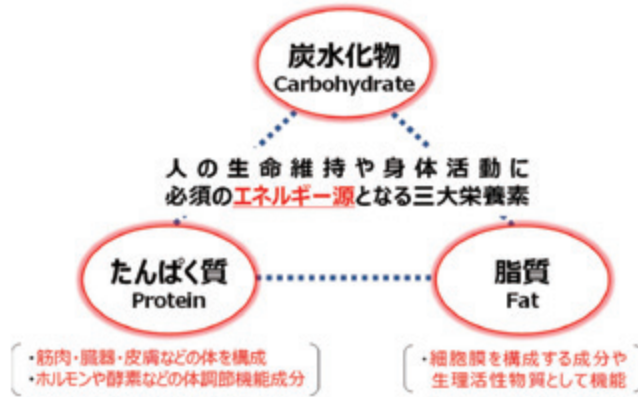 炭水化物
Carbohydrate
人の生命維持や身体活動に
必須のエネルギー源となる三大栄養素
たんぱく質
Protein
脂質
Fat
・筋肉・臓器・皮膚などの体を構成
・ホルモンや酵素などの体調節機能成分
・細胞膜を構成する成分や
生理活性物質として機能